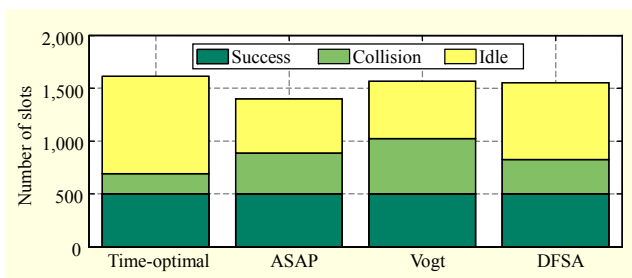 2,000
Success Collision Idle
1,500
1,000
500
0
Number of slots
Time-optimal ASAP Vogt DFSA